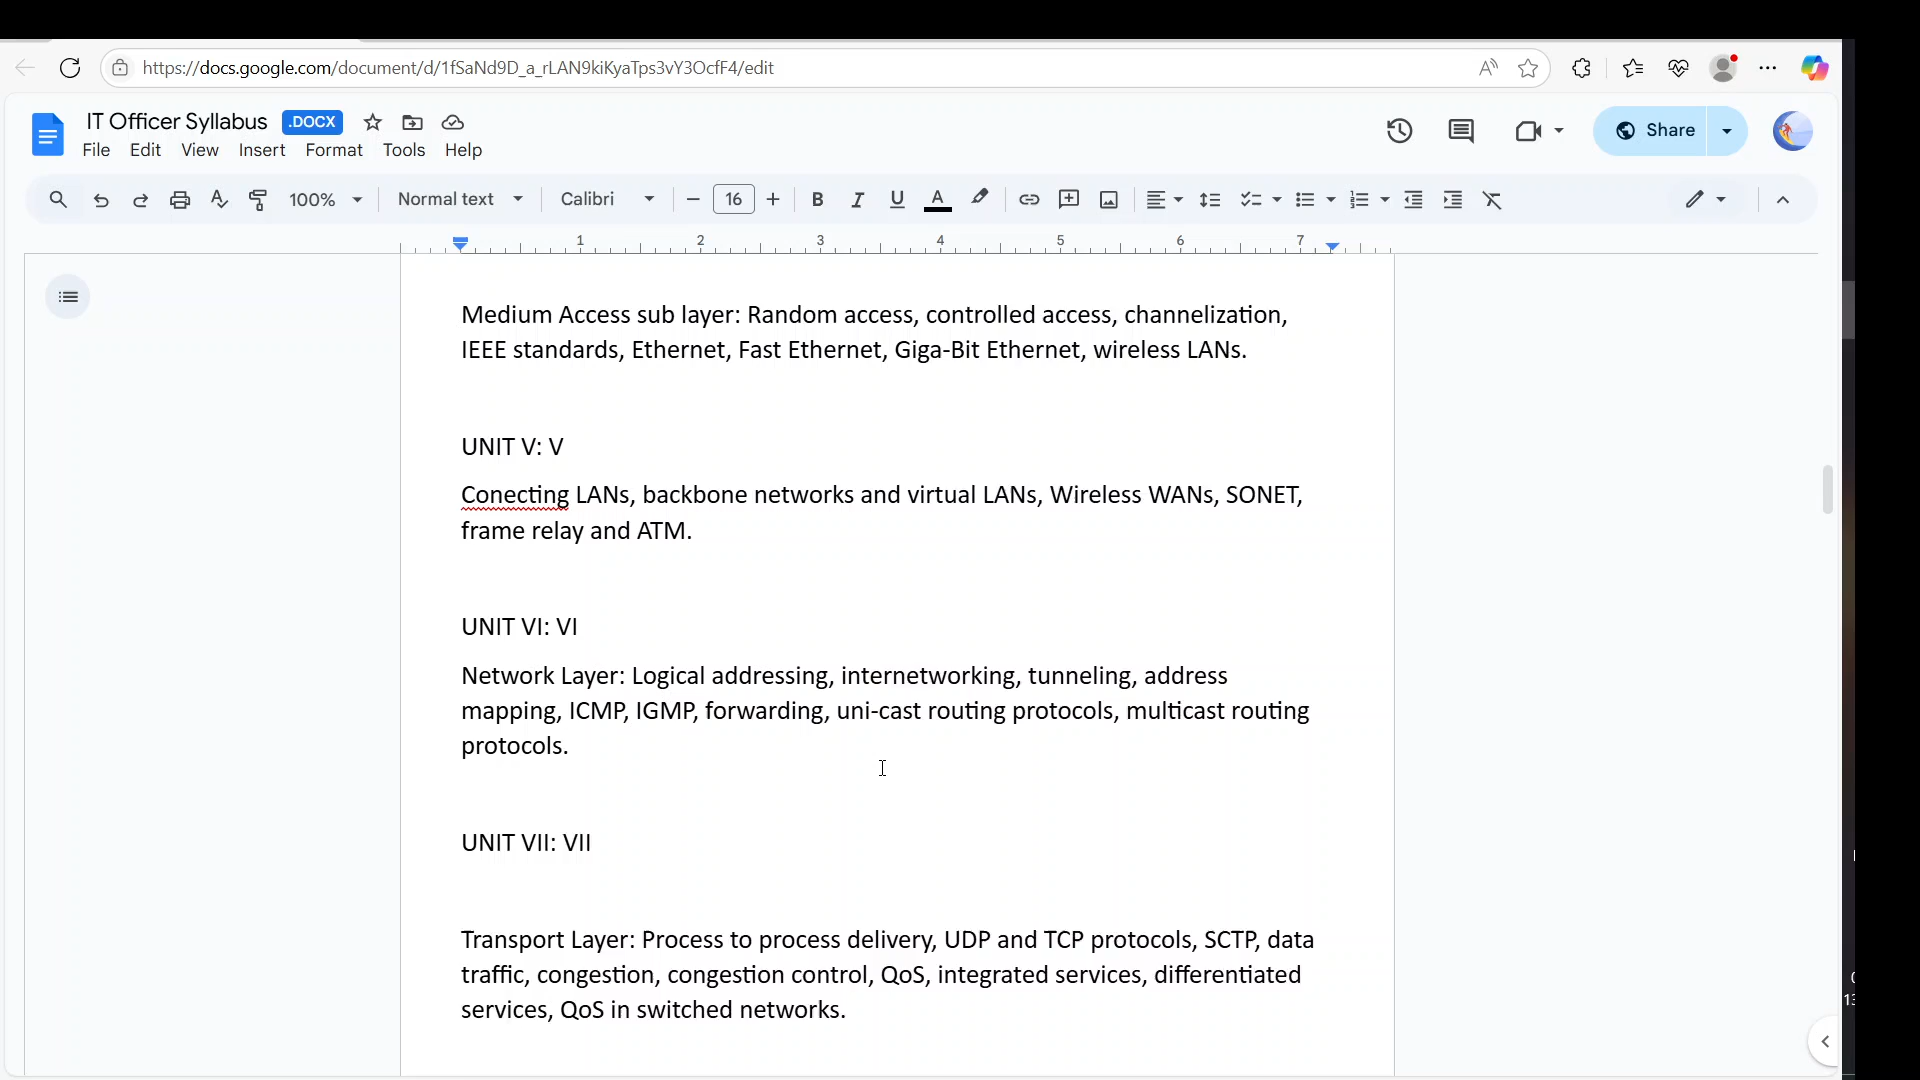 https://docs.google.com/document/d/1fSaNd9D_a_rLAN9kiKyaTps3vY3OcfF4/edit
IT Officer Syllabus .DOCX
File Edit View Insert Format Tools Help
Share
100% Normal text Calibri 16 B I U A
1 2 3 4 5 6 7
Medium Access sub layer: Random access, controlled access, channelization,
IEEE standards, Ethernet, Fast Ethernet, Giga-Bit Ethernet, wireless LANs.
UNIT V: V
Conecting LANs, backbone networks and virtual LANs, Wireless WANs, SONET,
frame relay and ATM.
UNIT VI: VI
Network Layer: Logical addressing, internetworking, tunneling, address
mapping, ICMP, IGMP, forwarding, uni-cast routing protocols, multicast routing
protocols.
UNIT VII: VII
Transport Layer: Process to process delivery, UDP and TCP protocols, SCTP, data
traffic, congestion, congestion control, QoS, integrated services, differentiated
services, QoS in switched networks.